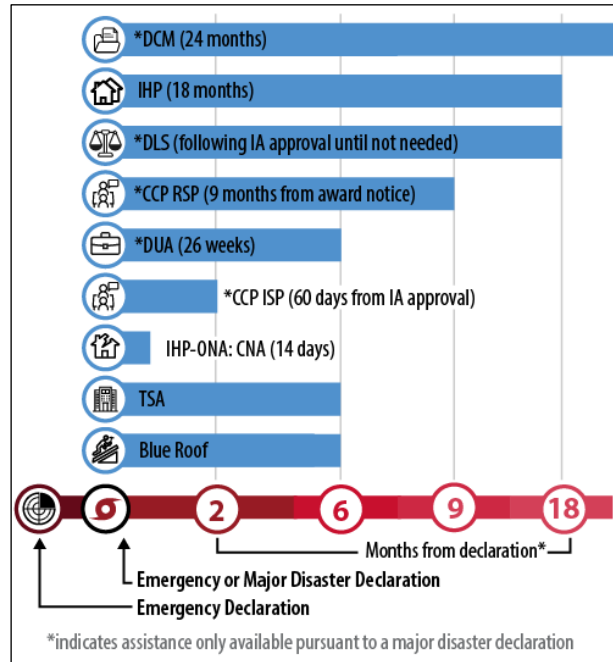 *DCM (24 months)
IHP (18 months)
*DLS (following IA approval until not needed)
*CCP RSP (9 months from award notice)
*DUA (26 weeks)
*CCP ISP (60 days from IA approval)
IHP-ONA: CNA (14 days)
TSA
Blue Roof
2 6 9 18
Months from declaration*
Emergency or Major Disaster Declaration
Emergency Declaration
*indicates assistance only available pursuant to a major disaster declaration